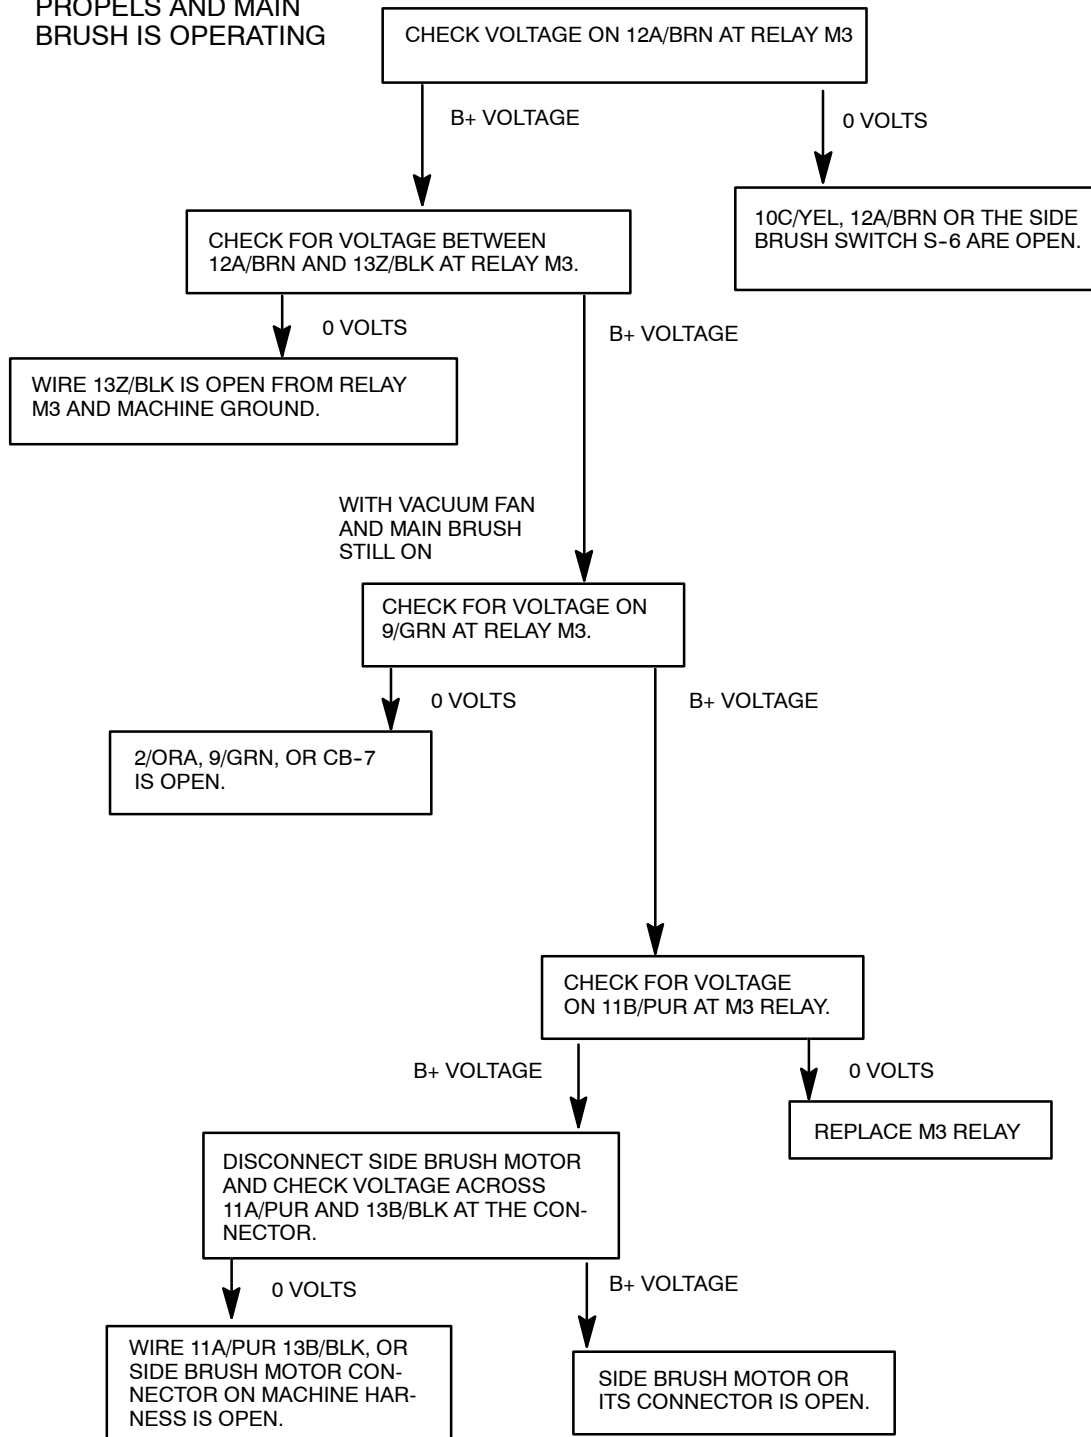 PROPELS AND MAIN
BRUSH IS OPERATING
CHECK VOLTAGE ON 12A/BRN AT RELAY M3
B+ VOLTAGE
0 VOLTS
10C/YEL, 12A/BRN OR THE SIDE
BRUSH SWITCH S-6 ARE OPEN.
CHECK FOR VOLTAGE BETWEEN
12A/BRN AND 13Z/BLK AT RELAY M3.
0 VOLTS
B+ VOLTAGE
WIRE 13Z/BLK IS OPEN FROM RELAY
M3 AND MACHINE GROUND.
WITH VACUUM FAN
AND MAIN BRUSH
STILL ON
CHECK FOR VOLTAGE ON
9/GRN AT RELAY M3.
0 VOLTS
B+ VOLTAGE
2/ORA, 9/GRN, OR CB-7
IS OPEN.
CHECK FOR VOLTAGE
ON 11B/PUR AT M3 RELAY.
B+ VOLTAGE
0 VOLTS
REPLACE M3 RELAY
DISCONNECT SIDE BRUSH MOTOR
AND CHECK VOLTAGE ACROSS
11A/PUR AND 13B/BLK AT THE CON-
NECTOR.
0 VOLTS
B+ VOLTAGE
WIRE 11A/PUR 13B/BLK, OR
SIDE BRUSH MOTOR CON-
NECTOR ON MACHINE HAR-
NESS IS OPEN.
SIDE BRUSH MOTOR OR
ITS CONNECTOR IS OPEN.